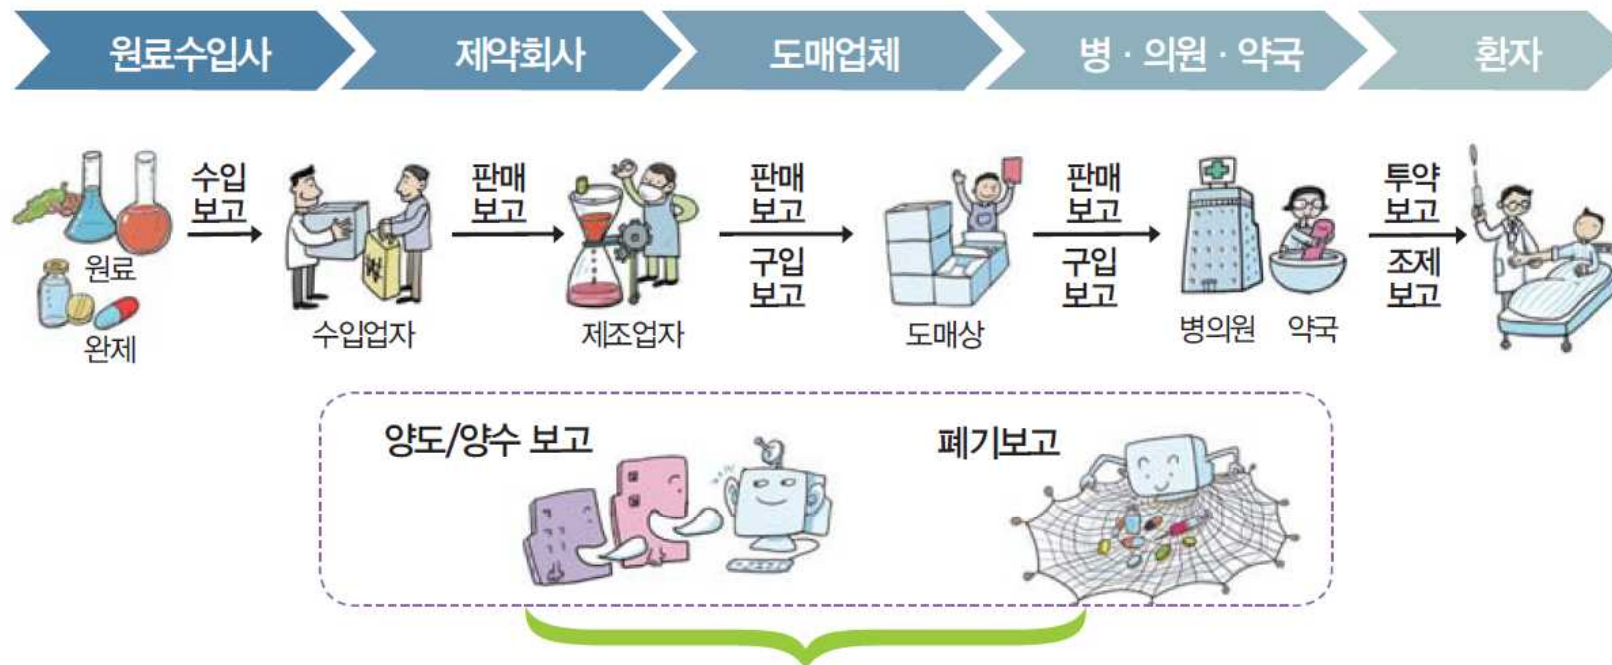 원료수입사
제약회사
도매업체
병 · 의원 · 약국
환자
수입
보고
판매
보고
판매
보고
구입
보고
판매
보고
구입
보고
투약
보고
조제
보고
원료
완제
수입업자
제조업자
도매상
병의원
약국
양도/양수 보고
폐기보고